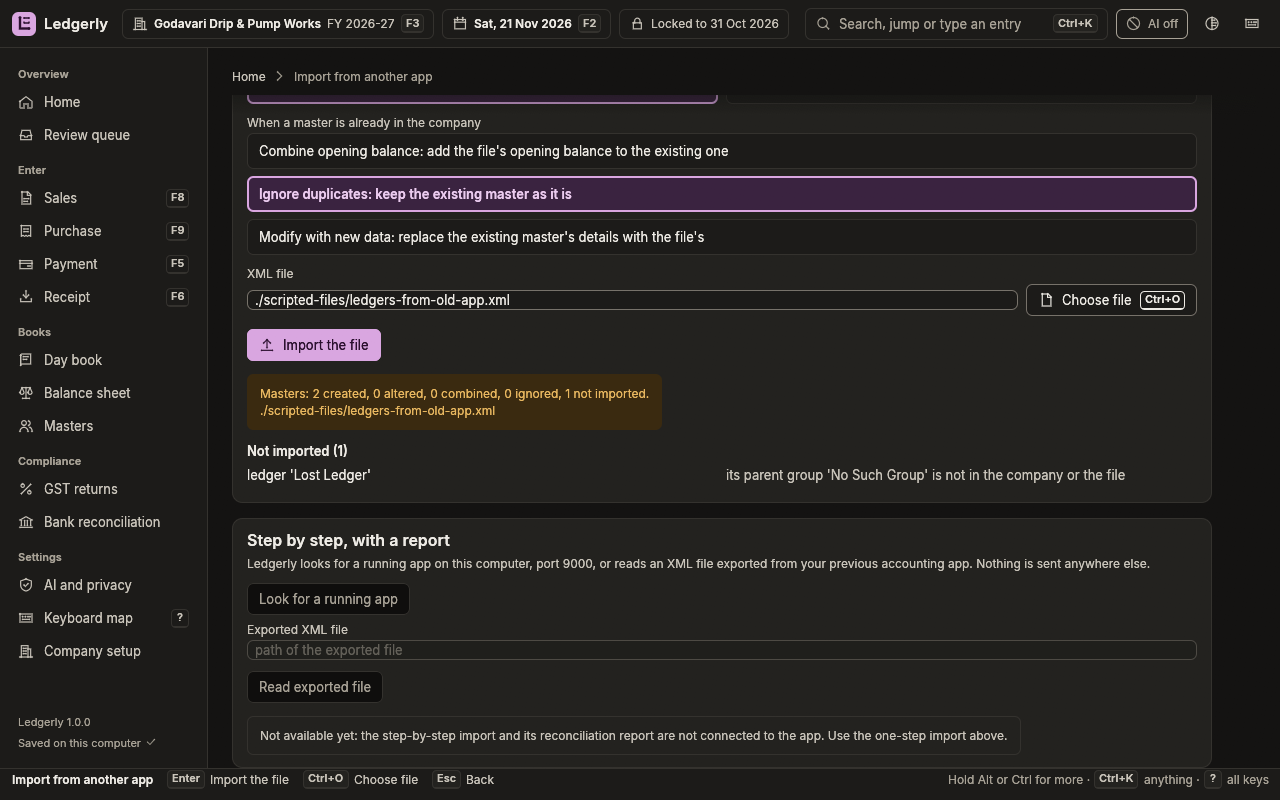 Ledgerly
Godavari Drip & Pump Works FY 2026-27 F3
Sat, 21 Nov 2026 F2
Locked to 31 Oct 2026
Search, jump or type an entry Ctrl+K
AI off
Overview
Home
Review queue
Enter
Sales F8
Purchase F9
Payment F5
Receipt F6
Books
Day book
Balance sheet
Masters
Compliance
GST returns
Bank reconciliation
Settings
AI and privacy
Keyboard map ?
Company setup
Ledgerly 1.0.0
Saved on this computer
Home > Import from another app
When a master is already in the company
Combine opening balance: add the file's opening balance to the existing one
Ignore duplicates: keep the existing master as it is
Modify with new data: replace the existing master's details with the file's
XML file
./scripted-files/ledgers-from-old-app.xml
Choose file Ctrl+O
Import the file
Masters: 2 created, 0 altered, 0 combined, 0 ignored, 1 not imported.
./scripted-files/ledgers-from-old-app.xml
Not imported (1)
ledger 'Lost Ledger' its parent group 'No Such Group' is not in the company or the file
Step by step, with a report
Ledgerly looks for a running app on this computer, port 9000, or reads an XML file exported from your previous accounting app. Nothing is sent anywhere else.
Look for a running app
Exported XML file
path of the exported file
Read exported file
Not available yet: the step-by-step import and its reconciliation report are not connected to the app. Use the one-step import above.
Import from another app Enter Import the file Ctrl+O Choose file Esc Back
Hold Alt or Ctrl for more · Ctrl+K anything · ? all keys